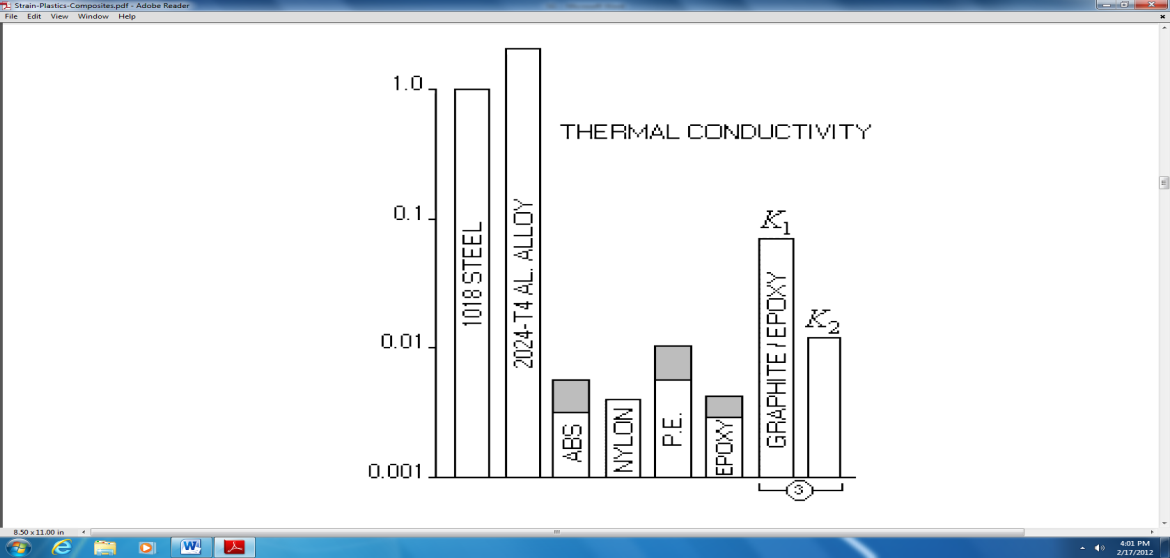 Strain-Plastics-Composites.pdf - Adobe Reader
File Edit View Window Help
THERMAL CONDUCTIVITY
1.0
0.1
0.01
0.001
1018 STEEL
2024-T4 AL. ALLOY
ABS
NYLON
P.E.
EPOXY
K1
GRAPHITE / EPOXY
K2
3
8.50 x 11.00 in
4:01 PM
2/17/2012